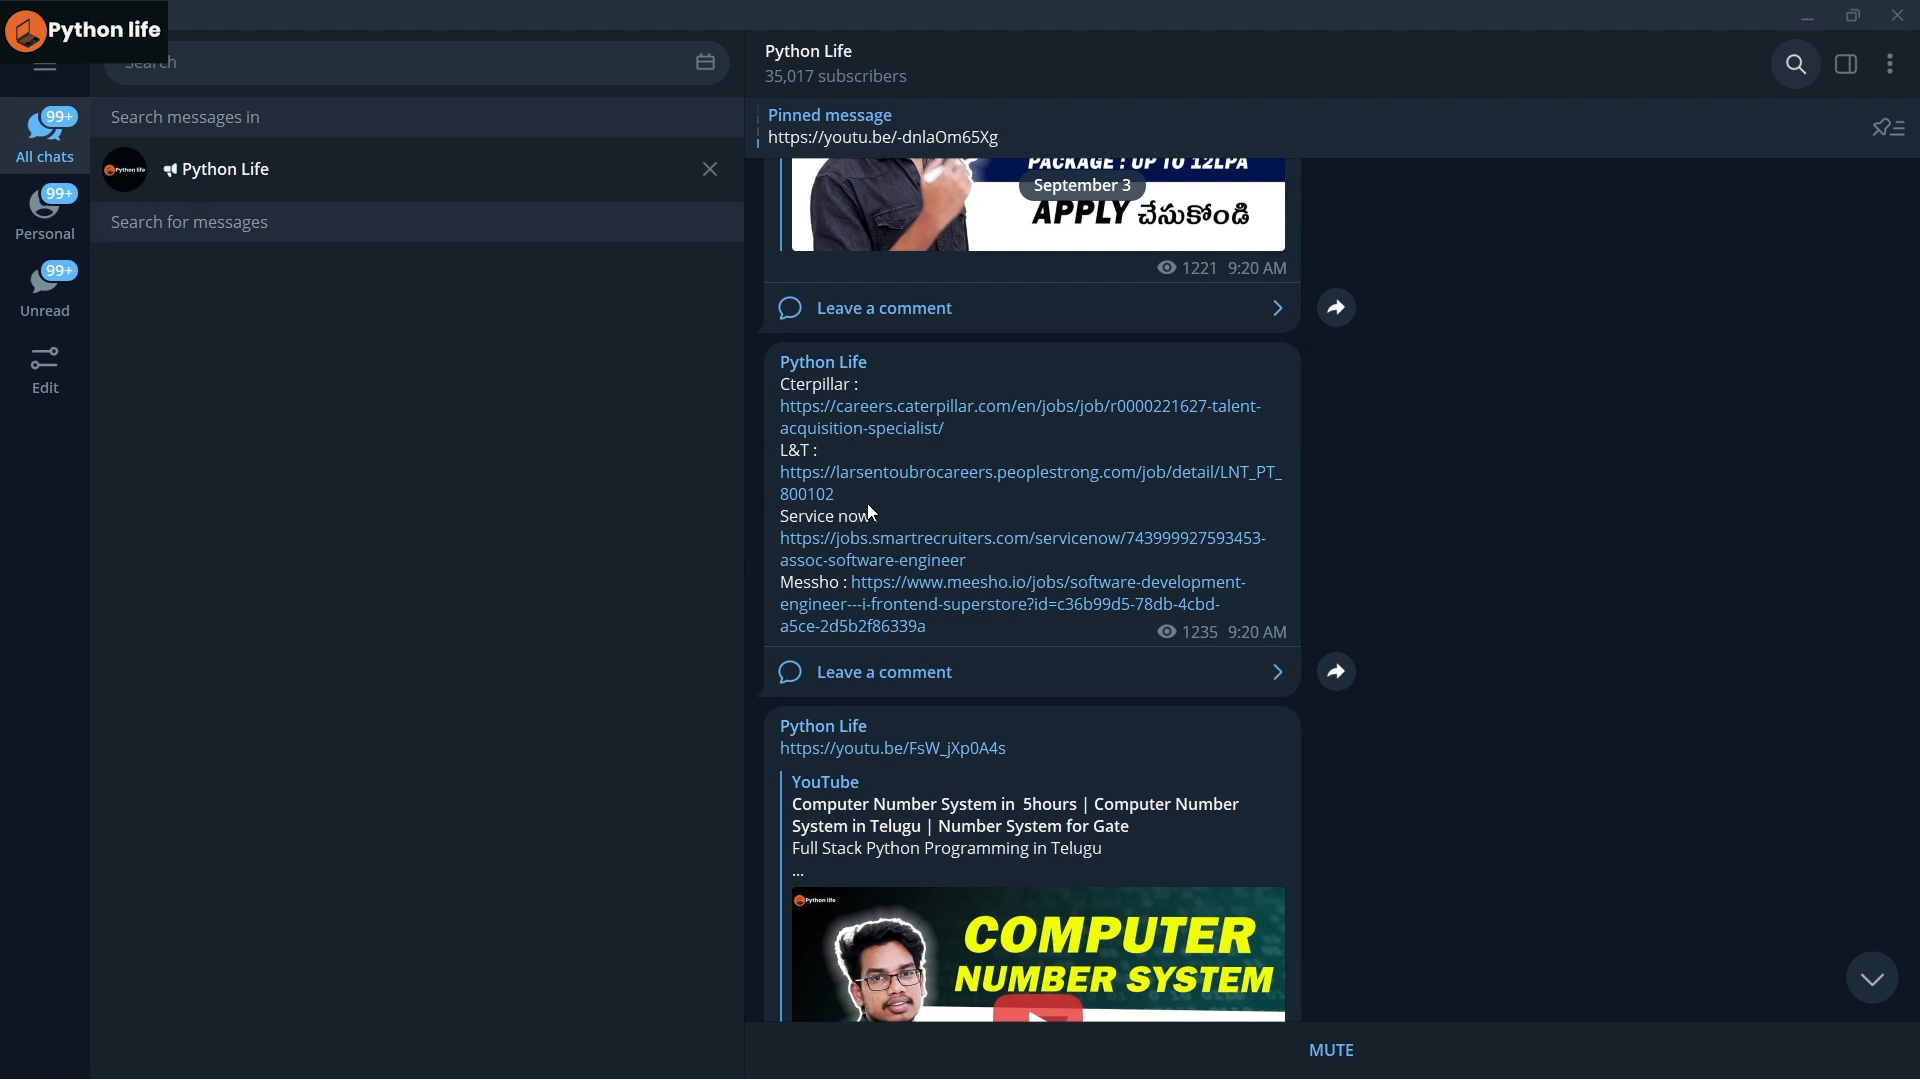 Python life
Search
Search messages in
Python Life
Search for messages
99+
All chats
99+
Personal
99+
Unread
Edit
Python Life
35,017 subscribers
Pinned message
https://youtu.be/-dnlaOm65Xg
PACKAGE : UP TO 12LPA
September 3
APPLY చేసుకోండి
1221 9:20 AM
Leave a comment
Python Life
Cterpillar :
https://careers.caterpillar.com/en/jobs/job/r0000221627-talent-
acquisition-specialist/
L&T :
https://larsentoubrocareers.peoplestrong.com/job/detail/LNT_PT_
800102
Service now
https://jobs.smartrecruiters.com/servicenow/743999927593453-
assoc-software-engineer
Messho : https://www.meesho.io/jobs/software-development-
engineer---i-frontend-superstore?id=c36b99d5-78db-4cbd-
a5ce-2d5b2f86339a
1235 9:20 AM
Leave a comment
Python Life
https://youtu.be/FsW_jXp0A4s
YouTube
Computer Number System in 5hours | Computer Number
System in Telugu | Number System for Gate
Full Stack Python Programming in Telugu
...
Python life
COMPUTER
NUMBER SYSTEM
MUTE